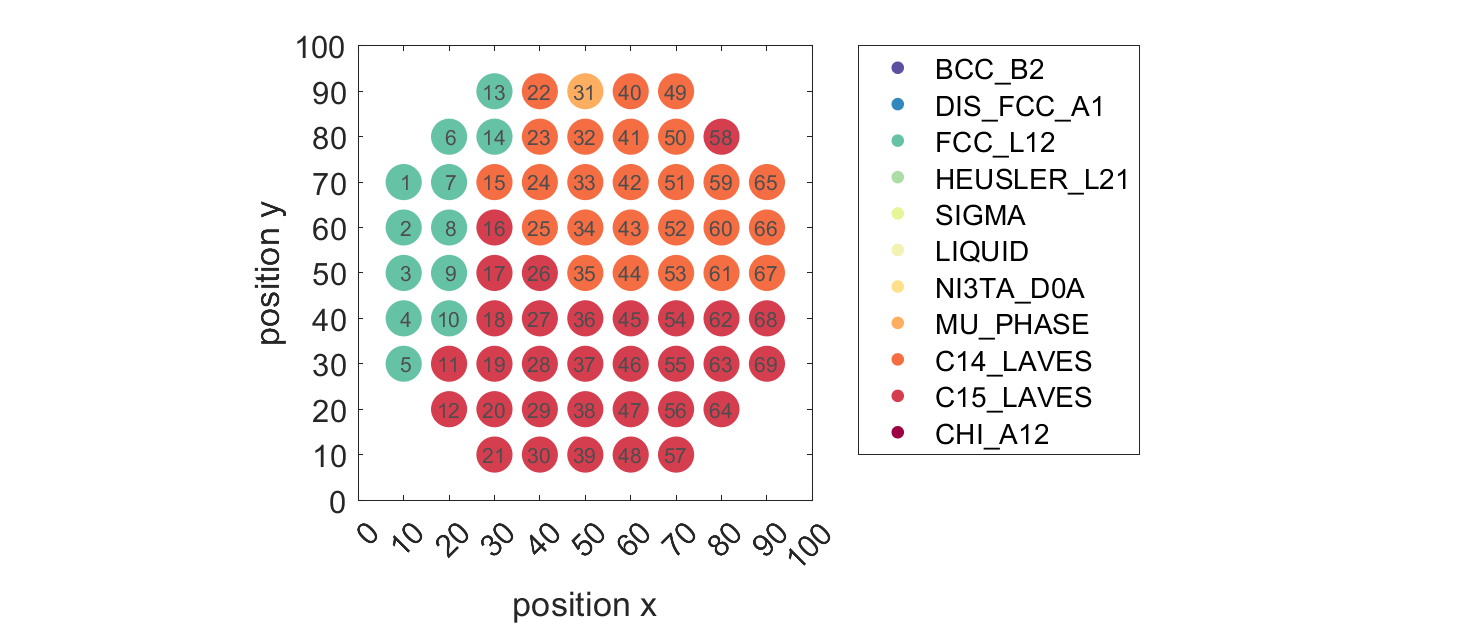 100
90
80
70
60
50
40
30
20
10
0
position y
13 22 31 40 49
6 14 23 32 41 50 58
1 7 15 24 33 42 51 59 65
2 8 16 25 34 43 52 60 66
3 9 17 26 35 44 53 61 67
4 10 18 27 36 45 54 62 68
5 11 19 28 37 46 55 63 69
12 20 29 38 47 56 64
21 30 39 48 57
0 10 20 30 40 50 60 70 80 90 100
position x
BCC_B2
DIS_FCC_A1
FCC_L12
HEUSLER_L21
SIGMA
LIQUID
NI3TA_D0A
MU_PHASE
C14_LAVES
C15_LAVES
CHI_A12